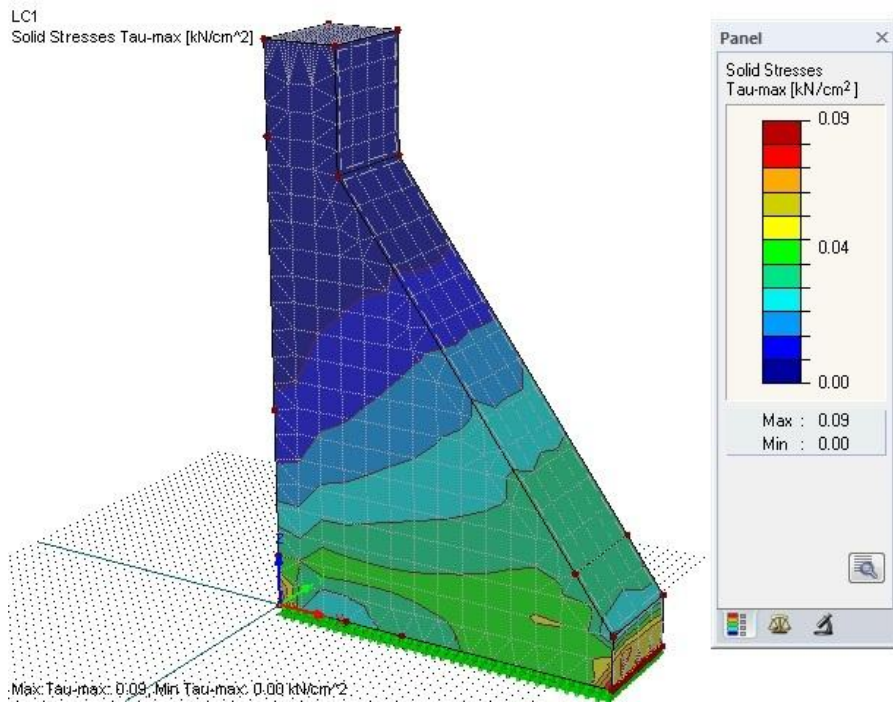 LC1
Solid Stresses Tau-max [kN/cm^2]
Max Tau-max: 0.09, Min Tau-max: 0.00 kN/cm^2
Z
Panel
Solid Stresses
Tau-max [kN/cm²]
0.09
0.04
0.00
Max : 0.09
Min : 0.00